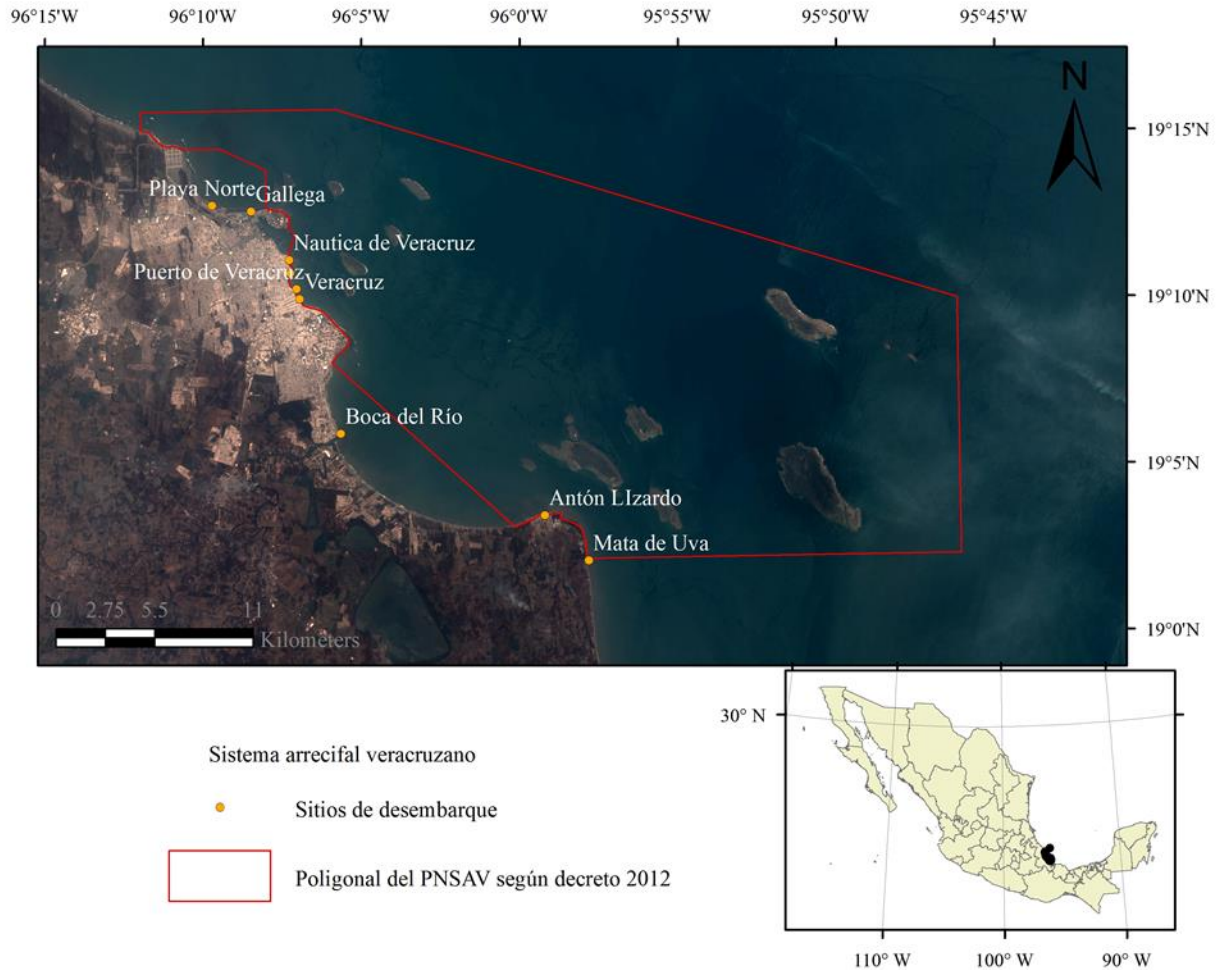 96°15'W 96°10'W 96°5'W 96°0'W 95°55'W 95°50'W 95°45'W
N
19°15'N
Playa Norte Gallega
Nautica de Veracruz
Puerto de Veracruz Veracruz
19°10'N
Boca del Río
19°5'N
Antón LIzardo
Mata de Uva
0 2.75 5.5 11
Kilometers
19°0'N
30° N
Sistema arrecifal veracruzano
Sitios de desembarque
Poligonal del PNSAV según decreto 2012
110° W 100° W 90° W